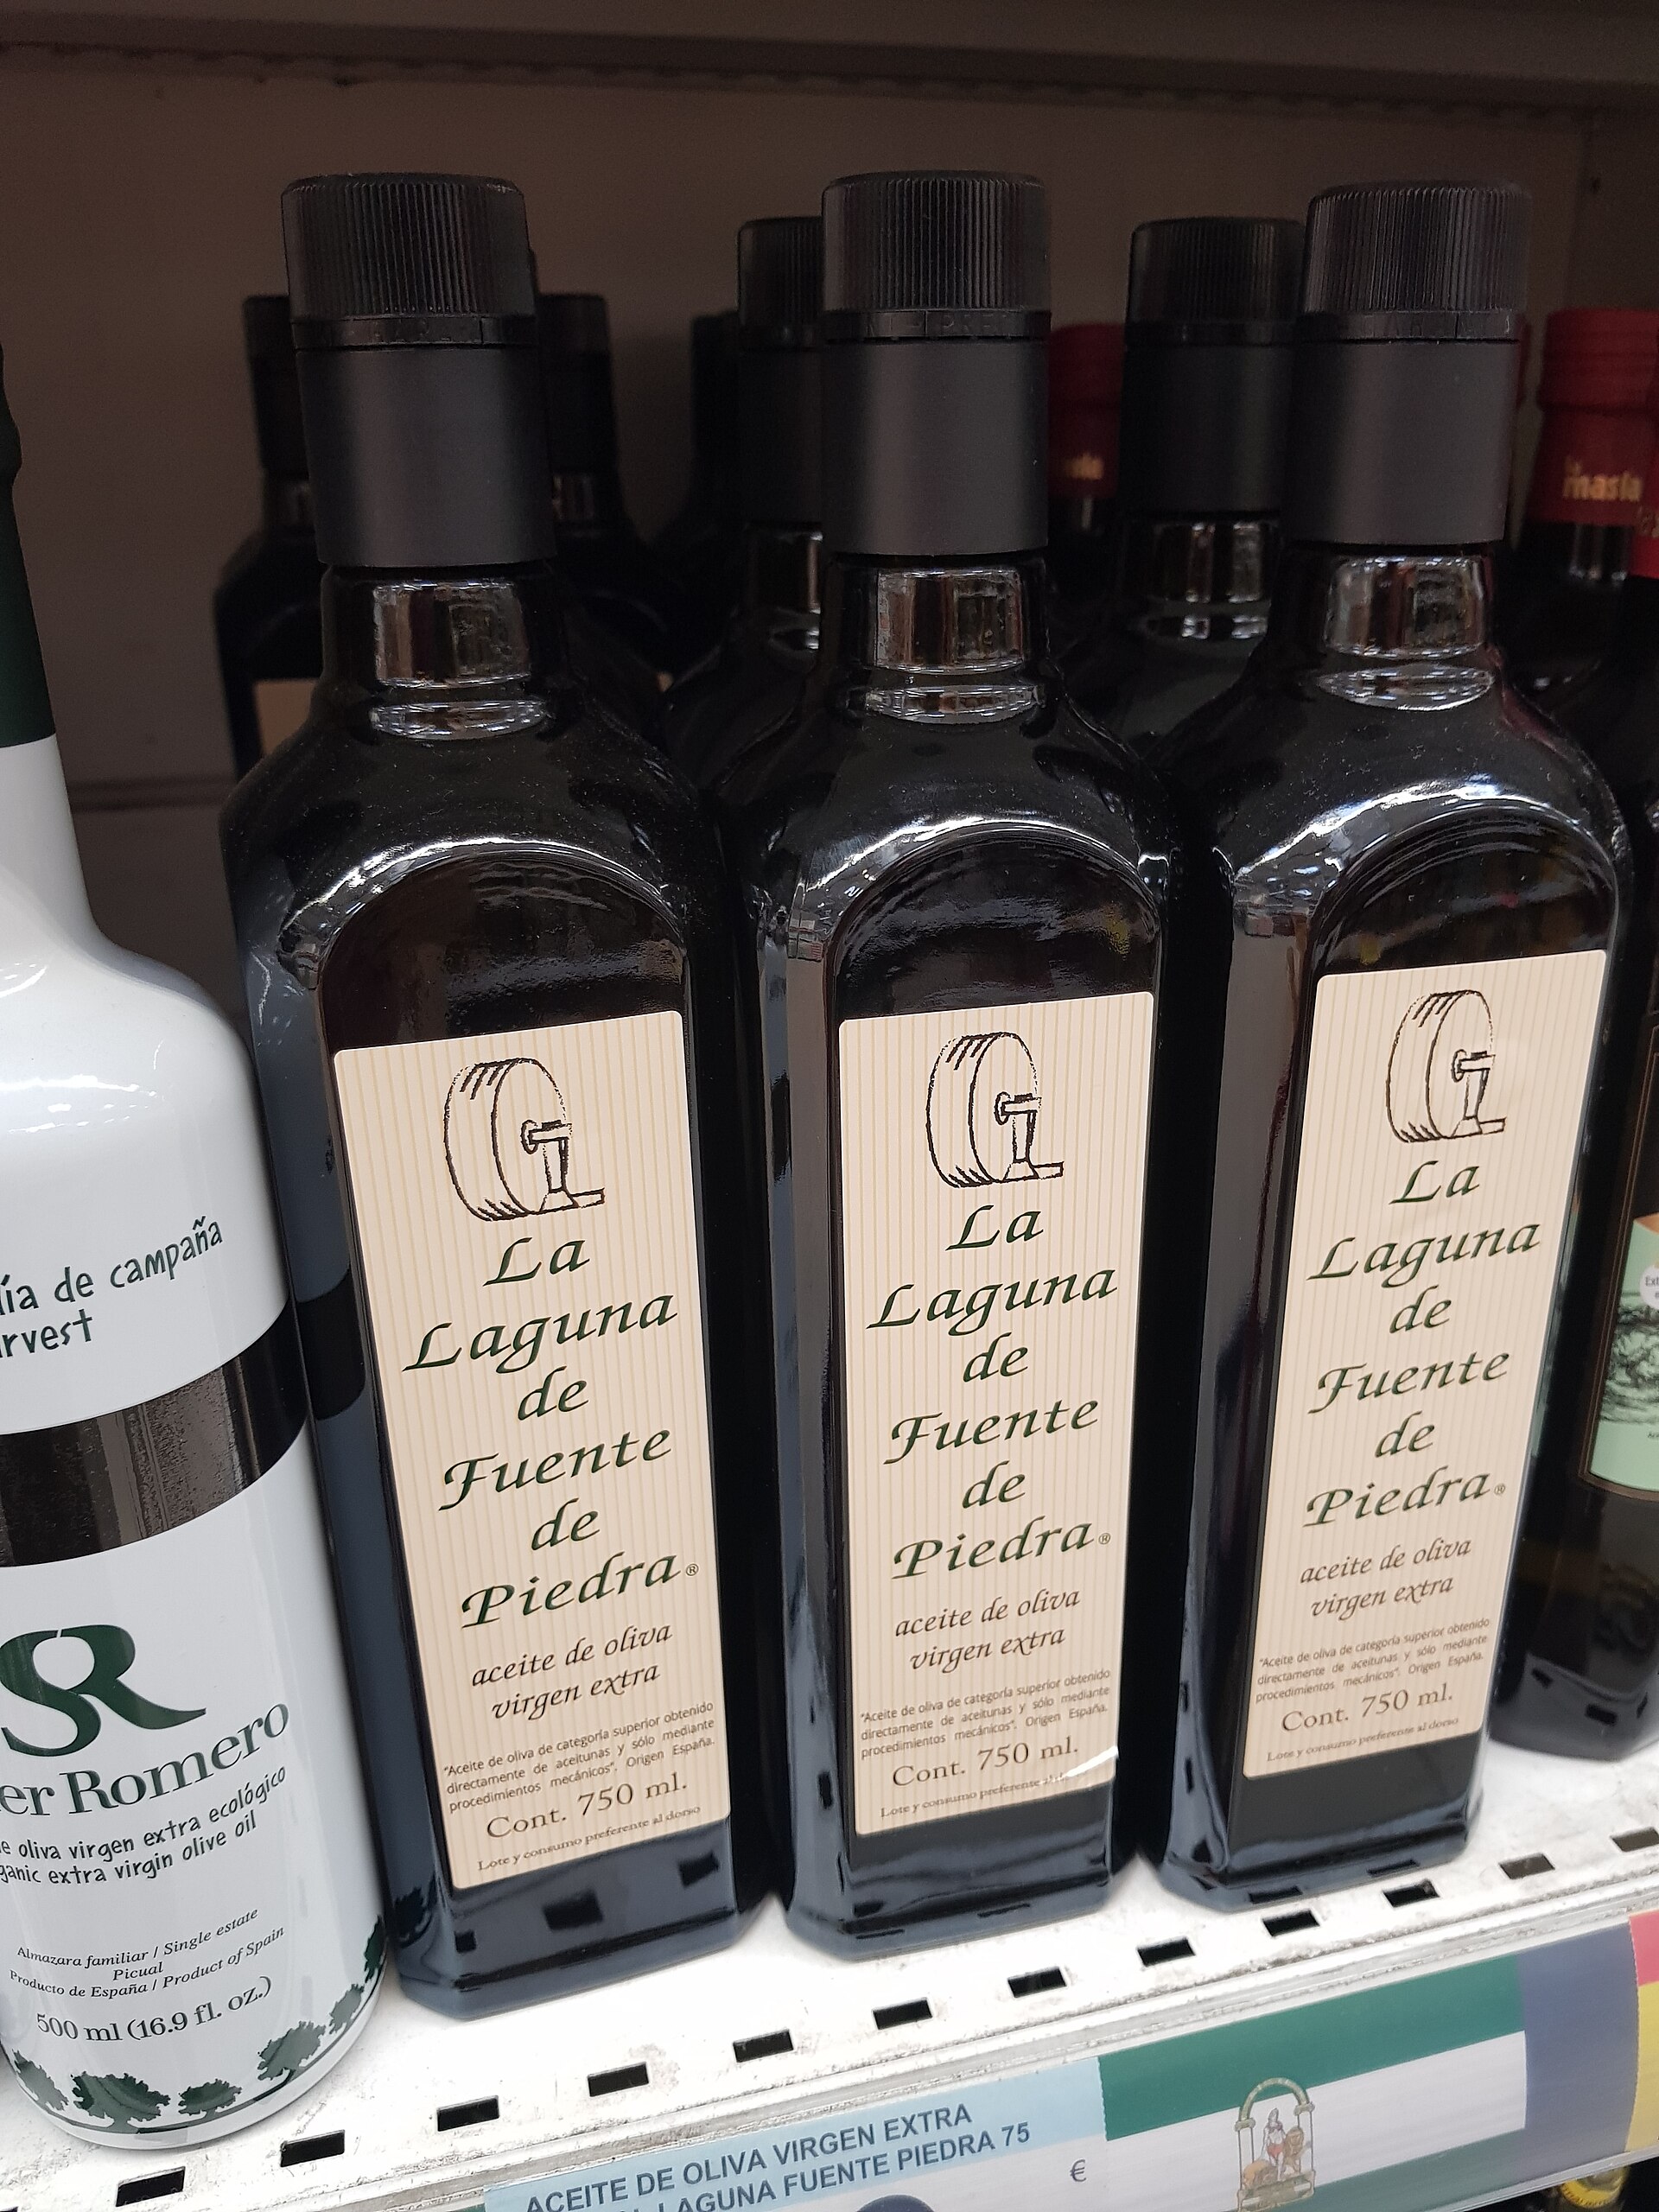 ía de campaña
rvest
SR
er Romero
e oliva virgen extra ecológico
ganic extra virgin olive oil
Almazara familiar / Single estate
Picual
Producto de España / Product of Spain
500 ml (16.9 fl. oz.)
La
Laguna
de
Fuente
de
Piedra®
aceite de oliva
virgen extra
"Aceite de oliva de categoría superior obtenido
directamente de aceitunas y sólo mediante
procedimientos mecánicos". Origen España.
Cont. 750 ml.
Lote y consumo preferente al dorso
La
Laguna
de
Fuente
de
Piedra®
aceite de oliva
virgen extra
"Aceite de oliva de categoría superior obtenido
directamente de aceitunas y sólo mediante
procedimientos mecánicos". Origen España.
Cont. 750 ml.
Lote y consumo preferente
La
Laguna
de
Fuente
de
Piedra®
aceite de oliva
virgen extra
"Aceite de oliva de categoría superior obtenido
directamente de aceitunas y sólo mediante
procedimientos mecánicos". Origen España.
Cont. 750 ml.
Lote y consumo preferente al dorso
masía
ACEITE DE OLIVA VIRGEN EXTRA
LAGUNA FUENTE PIEDRA 75
€